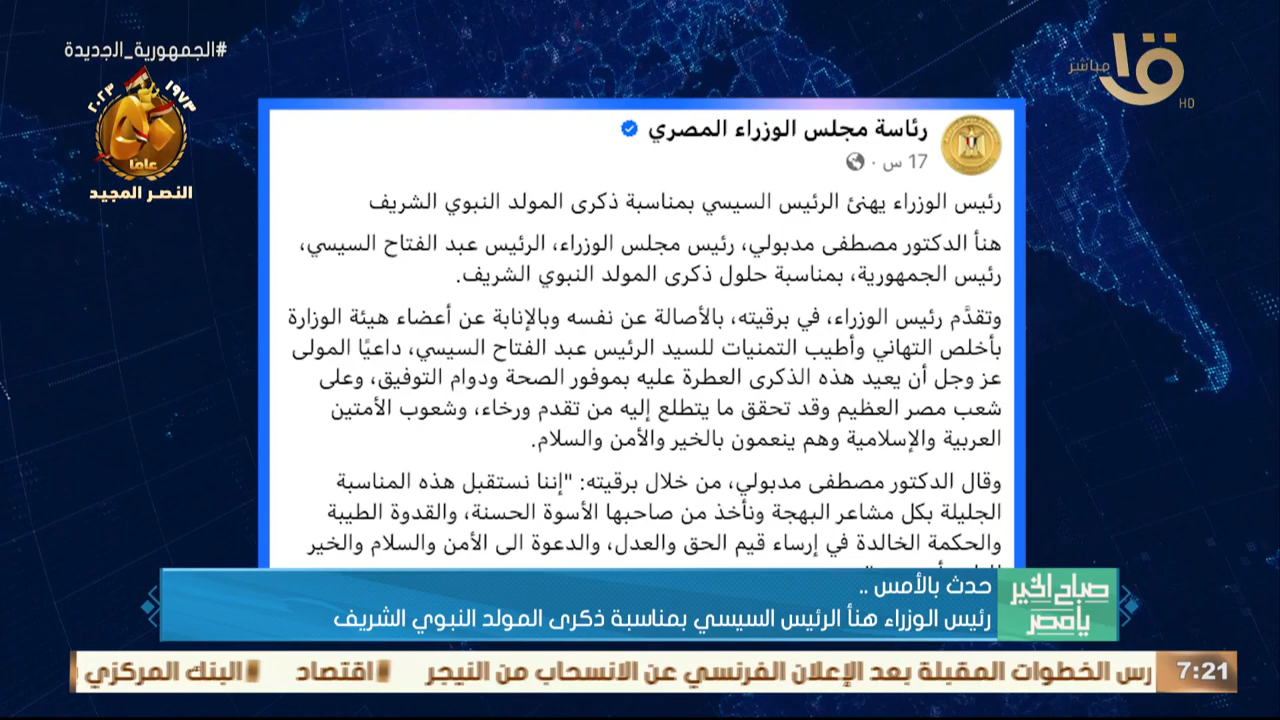 #الجمهورية_الجديدة
١٩٧٣
٢٠٢٣
٥٠
عامًا
النصر المجيد
مباشر
HD
رئاسة مجلس الوزراء المصري
17 س ·
رئيس الوزراء يهنئ الرئيس السيسي بمناسبة ذكرى المولد النبوي الشريف
هنأ الدكتور مصطفى مدبولي، رئيس مجلس الوزراء، الرئيس عبد الفتاح السيسي،
رئيس الجمهورية، بمناسبة حلول ذكرى المولد النبوي الشريف.
وتقدَّم رئيس الوزراء، في برقيته، بالأصالة عن نفسه وبالإنابة عن أعضاء هيئة الوزارة
بأخلص التهاني وأطيب التمنيات للسيد الرئيس عبد الفتاح السيسي، داعيًا المولى
عز وجل أن يعيد هذه الذكرى العطرة عليه بموفور الصحة ودوام التوفيق، وعلى
شعب مصر العظيم وقد تحقق ما يتطلع إليه من تقدم ورخاء، وشعوب الأمتين
العربية والإسلامية وهم ينعمون بالخير والأمن والسلام.
وقال الدكتور مصطفى مدبولي، من خلال برقيته: "إننا نستقبل هذه المناسبة
الجليلة بكل مشاعر البهجة ونأخذ من صاحبها الأسوة الحسنة، والقدوة الطيبة
والحكمة الخالدة في إرساء قيم الحق والعدل، والدعوة الى الأمن والسلام والخير
صباح الخير
يا مصر
حدث بالأمس ..
رئيس الوزراء هنأ الرئيس السيسي بمناسبة ذكرى المولد النبوي الشريف
7:21
رس الخطوات المقبلة بعد الإعلان الفرنسي عن الانسحاب من النيجر اقتصاد البنك المركزي